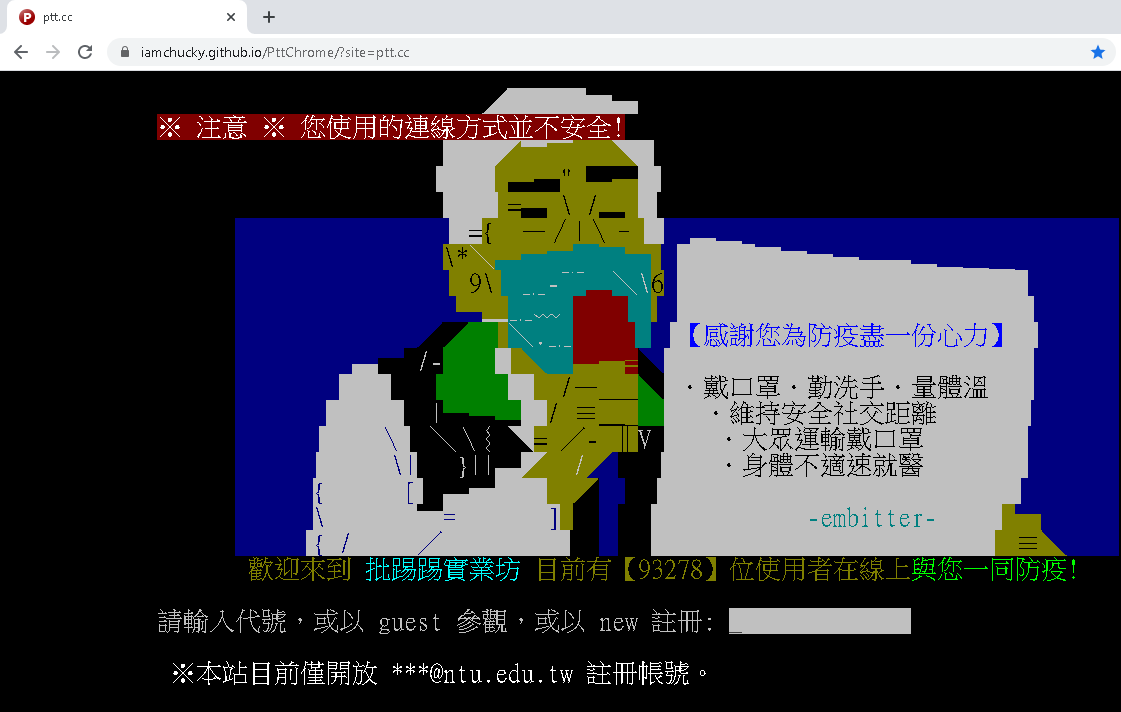 ptt.cc
iamchucky.github.io/PttChrome/?site=ptt.cc
※ 注意 ※ 您使用的連線方式並不安全!
【感謝您為防疫盡一份心力】
．戴口罩．勤洗手．量體溫
．維持安全社交距離
．大眾運輸戴口罩
．身體不適速就醫
-embitter-
歡迎來到 批踢踢實業坊 目前有【93278】位使用者在線上與您一同防疫!
請輸入代號，或以 guest 參觀，或以 new 註冊:
※本站目前僅開放 ***@ntu.edu.tw 註冊帳號。